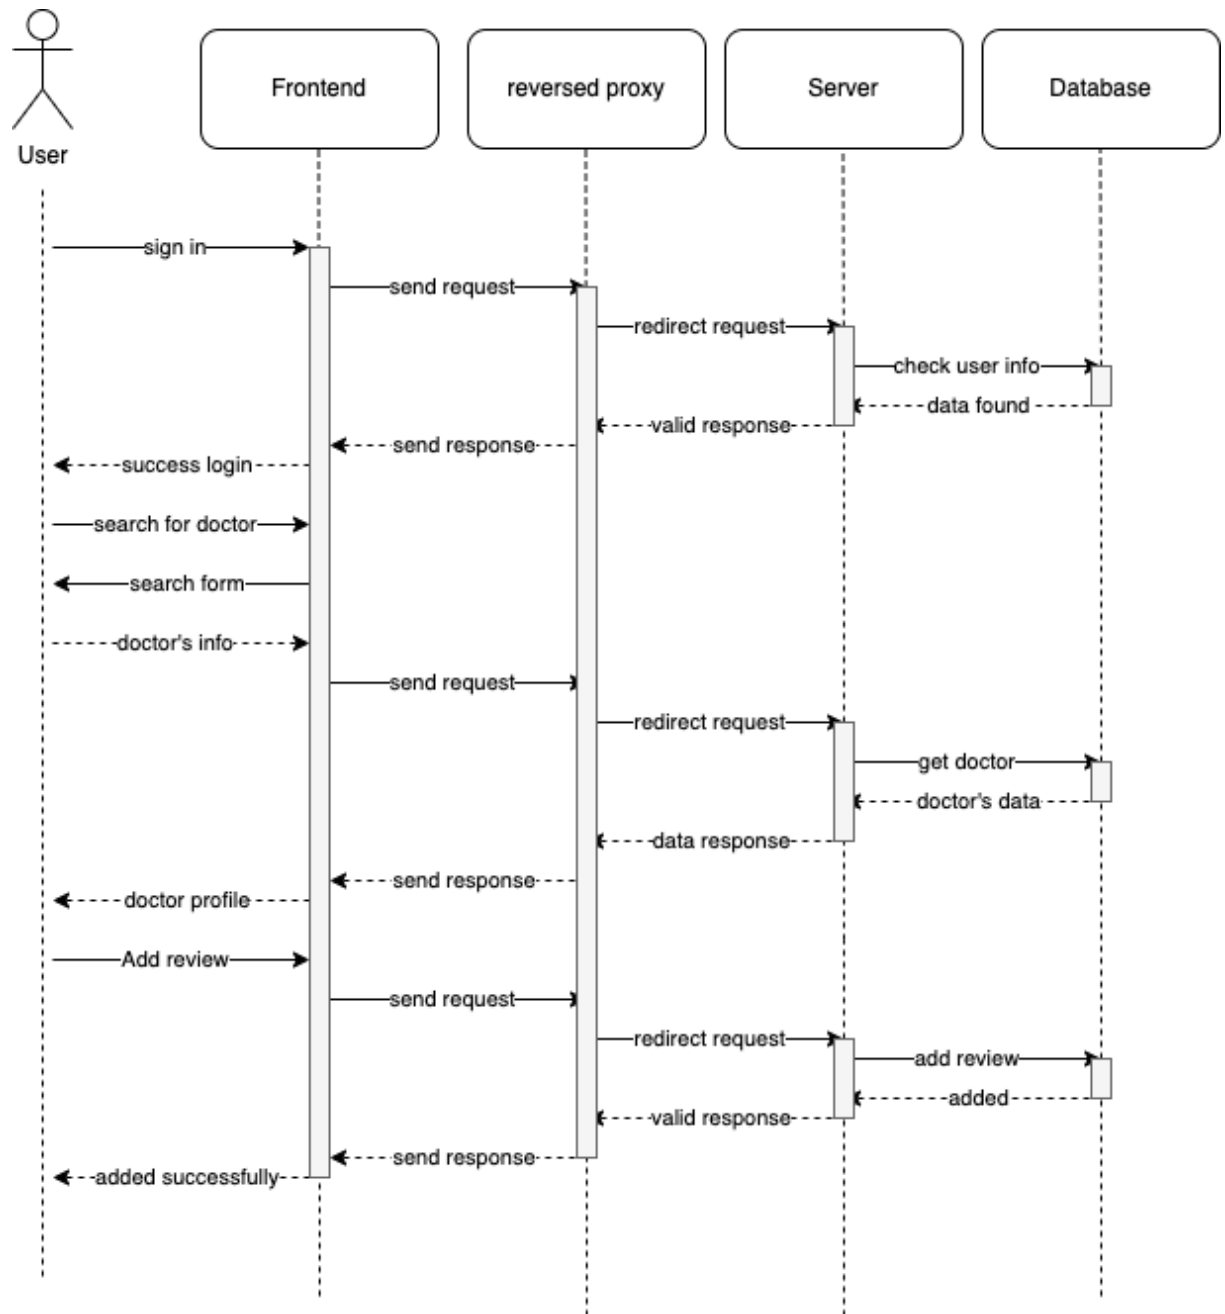 User
Frontend
reversed proxy
Server
Database
sign in
send request
redirect request
check user info
data found
valid response
send response
success login
search for doctor
search form
doctor's info
send request
redirect request
get doctor
doctor's data
data response
send response
doctor profile
Add review
send request
redirect request
add review
added
valid response
send response
added successfully